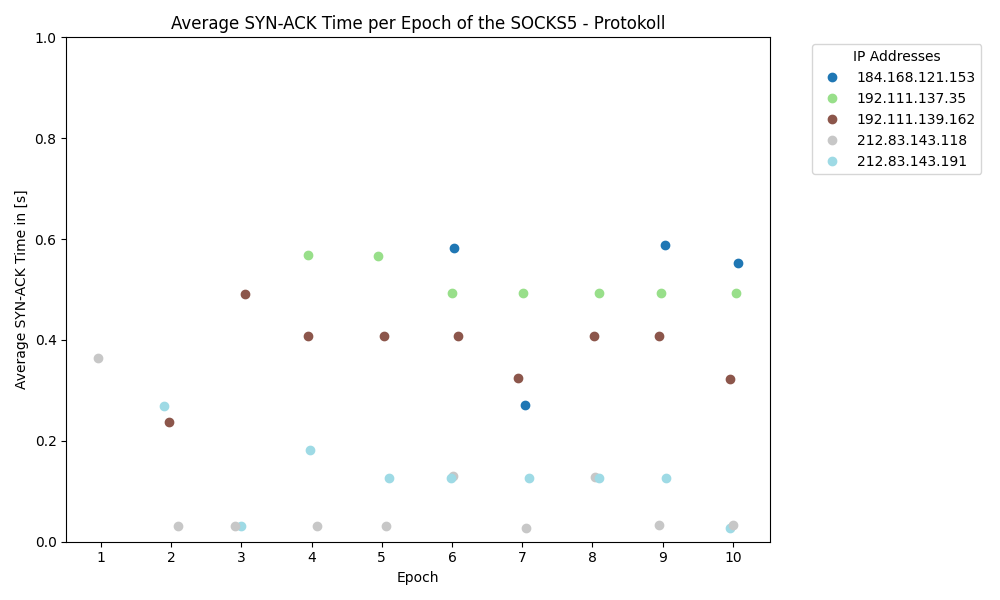 Average SYN-ACK Time per Epoch of the SOCKS5 - Protokoll
IP Addresses
184.168.121.153
192.111.137.35
192.111.139.162
212.83.143.118
212.83.143.191
Average SYN-ACK Time in [s]
1.0
0.8
0.6
0.4
0.2
0.0
1 2 3 4 5 6 7 8 9 10
Epoch